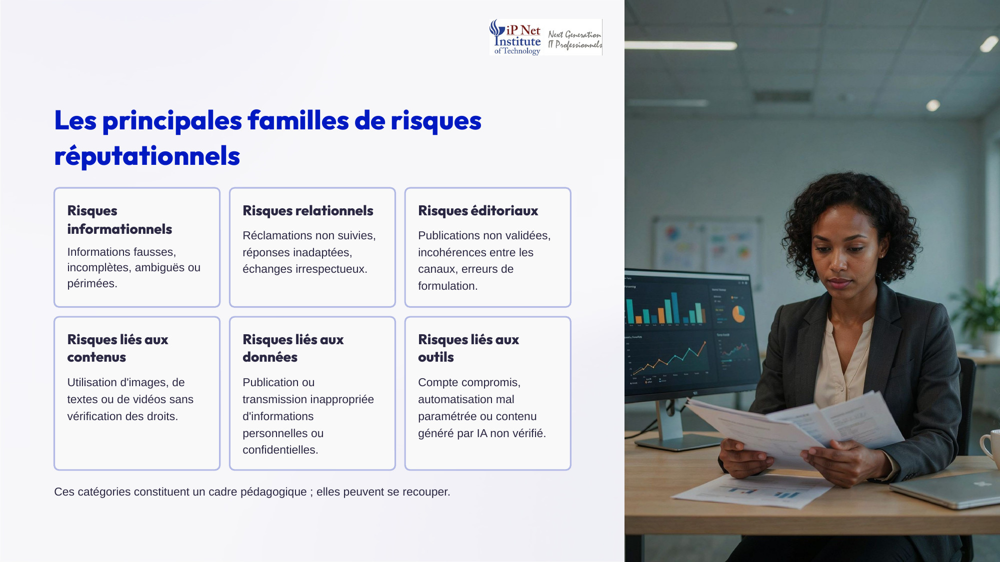 iP Net
Institute
of Technology
Next Generation
IT Professionnels
Les principales familles de risques
réputationnels
Risques
informationnels
Informations fausses,
incomplètes, ambiguës ou
périmées.
Risques relationnels
Réclamations non suivies,
réponses inadaptées,
échanges irrespectueux.
Risques éditoriaux
Publications non validées,
incohérences entre les
canaux, erreurs de
formulation.
Risques liés aux
contenus
Utilisation d'images, de
textes ou de vidéos sans
vérification des droits.
Risques liés aux
données
Publication ou
transmission inappropriée
d'informations
personnelles ou
confidentielles.
Risques liés aux
outils
Compte compromis,
automatisation mal
paramétrée ou contenu
généré par IA non vérifié.
Ces catégories constituent un cadre pédagogique ; elles peuvent se recouper.